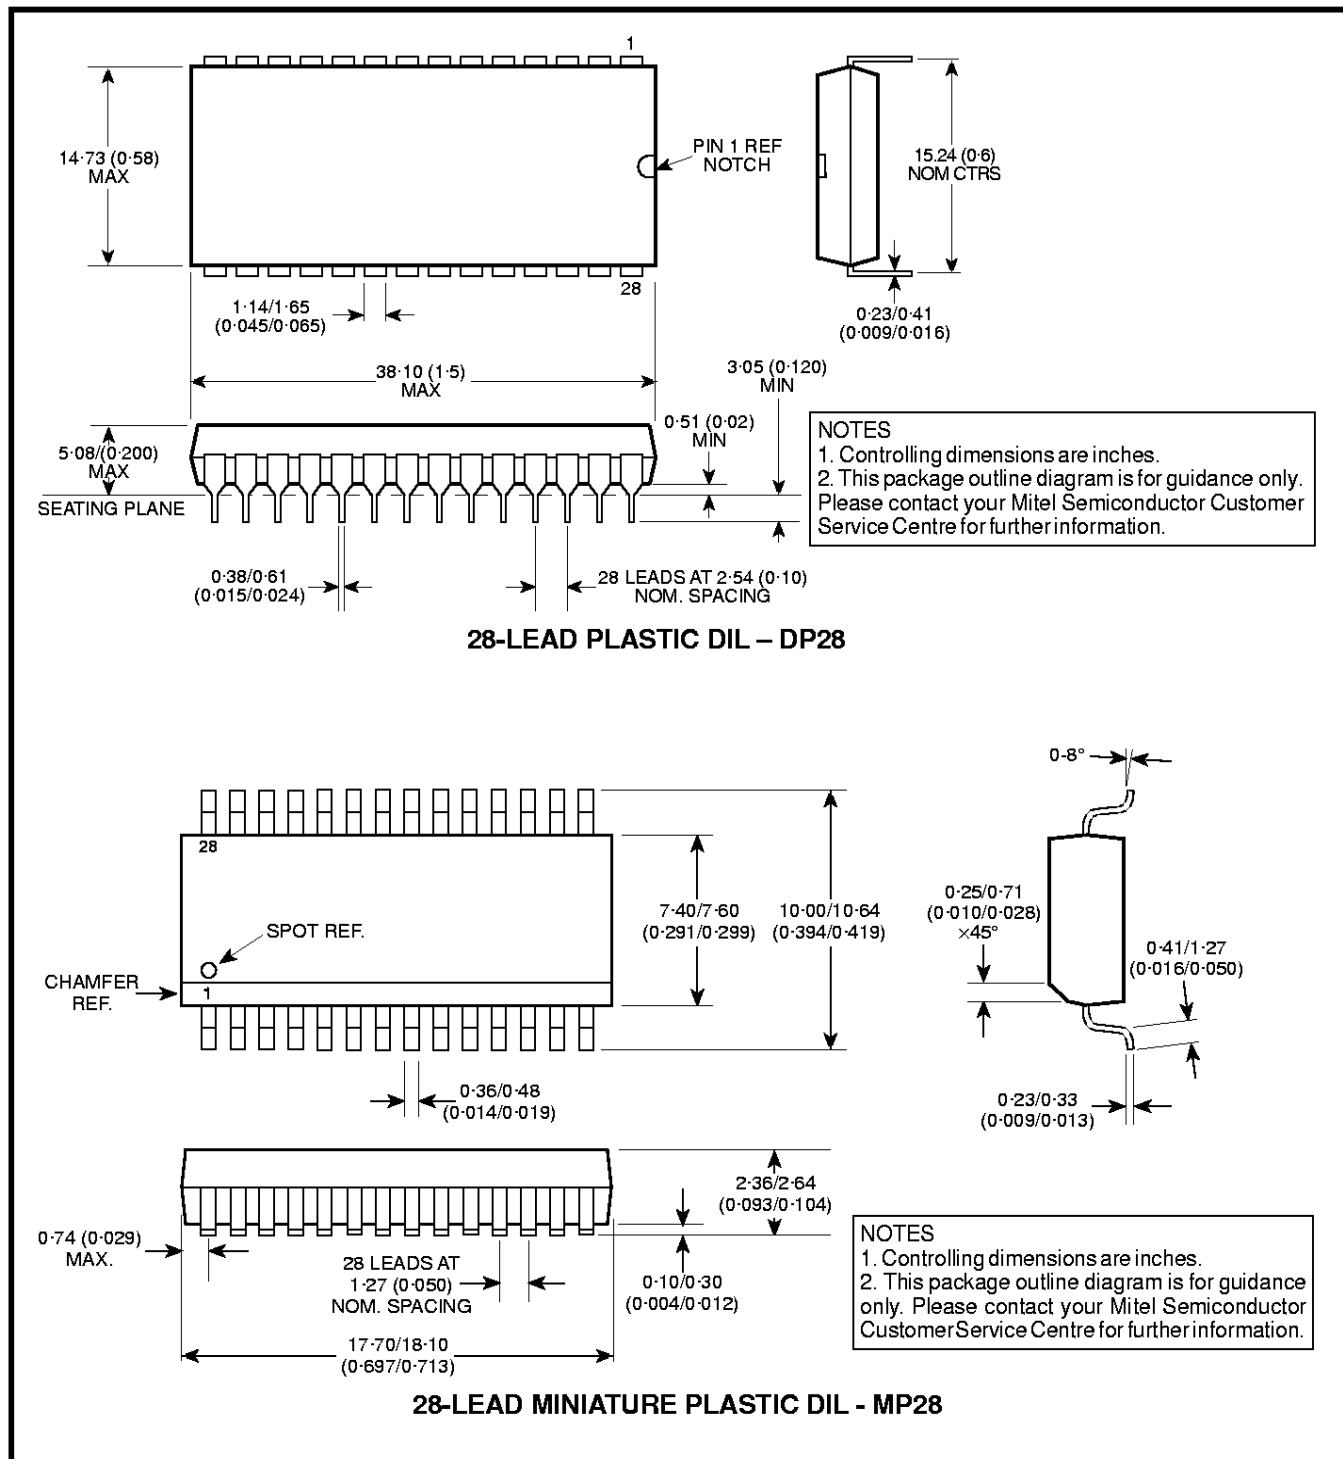 1
14·73 (0·58)
MAX
PIN 1 REF
NOTCH
15.24 (0·6)
NOM CTRS
28
1·14/1·65
(0·045/0·065)
0·23/0·41
(0·009/0·016)
38·10 (1·5)
MAX
3·05 (0·120)
MIN
0·51 (0·02)
MIN
5·08/(0·200)
MAX
SEATING PLANE
NOTES
1. Controlling dimensions are inches.
2. This package outline diagram is for guidance only.
Please contact your Mitel Semiconductor Customer
Service Centre for further information.
0·38/0·61
(0·015/0·024)
28 LEADS AT 2·54 (0·10)
NOM. SPACING
28-LEAD PLASTIC DIL – DP28
0-8°
28
SPOT REF.
CHAMFER
REF.
1
7·40/7·60
(0·291/0·299)
10·00/10·64
(0·394/0·419)
0·25/0·71
(0·010/0·028)
×45°
0·41/1·27
(0·016/0·050)
0·36/0·48
(0·014/0·019)
0·23/0·33
(0·009/0·013)
2·36/2·64
(0·093/0·104)
0·74 (0·029)
MAX.
28 LEADS AT
1·27 (0·050)
NOM. SPACING
0·10/0·30
(0·004/0·012)
17·70/18·10
(0·697/0·713)
NOTES
1. Controlling dimensions are inches.
2. This package outline diagram is for guidance
only. Please contact your Mitel Semiconductor
Customer Service Centre for further information.
28-LEAD MINIATURE PLASTIC DIL - MP28